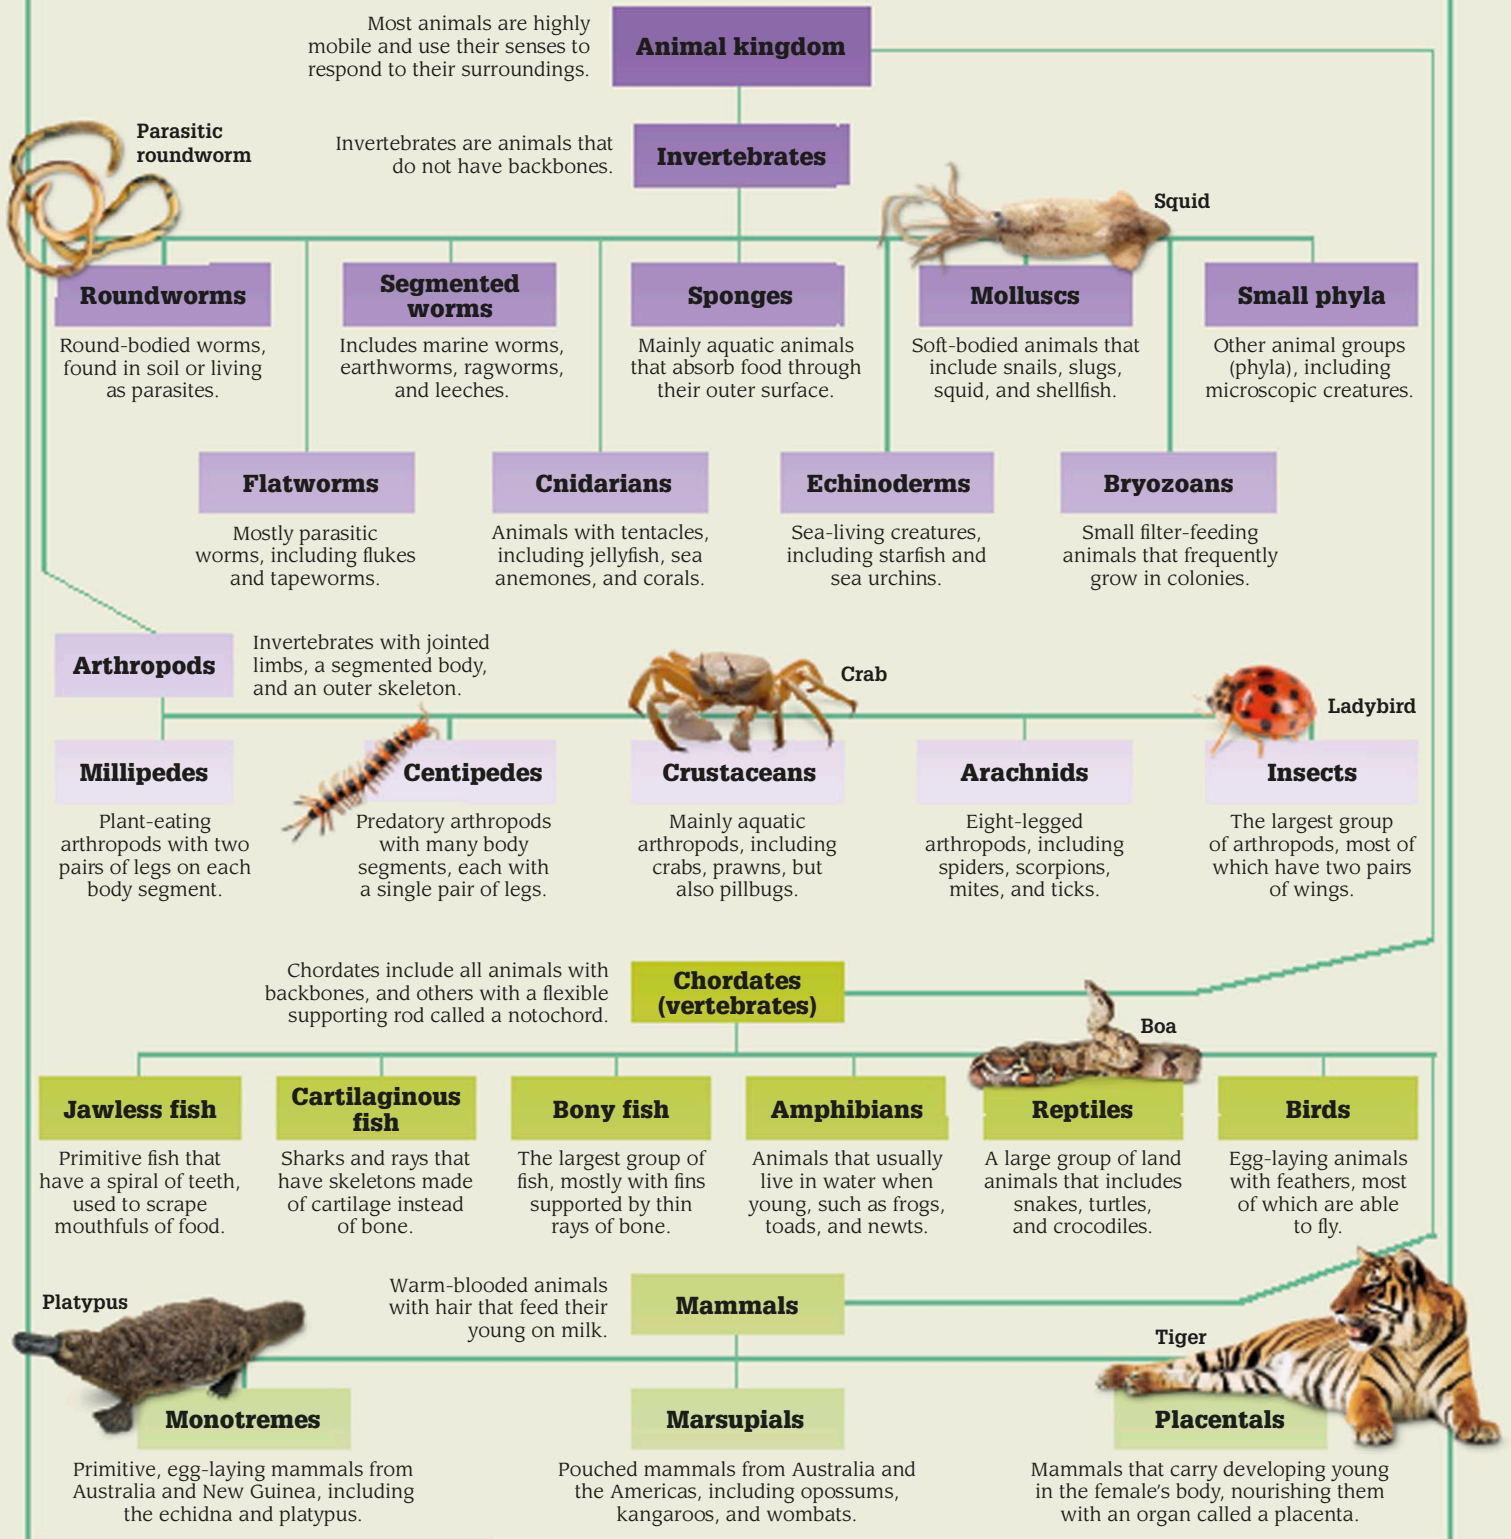 Most animals are highly
mobile and use their senses to
respond to their surroundings.
Animal kingdom
Parasitic
roundworm
Invertebrates are animals that
do not have backbones.
Invertebrates
Squid
Roundworms
Round-bodied worms,
found in soil or living
as parasites.
Segmented
worms
Includes marine worms,
earthworms, ragworms,
and leeches.
Sponges
Mainly aquatic animals
that absorb food through
their outer surface.
Molluscs
Soft-bodied animals that
include snails, slugs,
squid, and shellfish.
Small phyla
Other animal groups
(phyla), including
microscopic creatures.
Flatworms
Mostly parasitic
worms, including flukes
and tapeworms.
Cnidarians
Animals with tentacles,
including jellyfish, sea
anemones, and corals.
Echinoderms
Sea-living creatures,
including starfish and
sea urchins.
Bryozoans
Small filter-feeding
animals that frequently
grow in colonies.
Arthropods
Invertebrates with jointed
limbs, a segmented body,
and an outer skeleton.
Crab
Ladybird
Millipedes
Plant-eating
arthropods with two
pairs of legs on each
body segment.
Centipedes
Predatory arthropods
with many body
segments, each with
a single pair of legs.
Crustaceans
Mainly aquatic
arthropods, including
crabs, prawns, but
also pillbugs.
Arachnids
Eight-legged
arthropods, including
spiders, scorpions,
mites, and ticks.
Insects
The largest group
of arthropods, most of
which have two pairs
of wings.
Chordates include all animals with
backbones, and others with a flexible
supporting rod called a notochord.
Chordates
(vertebrates)
Boa
Jawless fish
Primitive fish that
have a spiral of teeth,
used to scrape
mouthfuls of food.
Cartilaginous
fish
Sharks and rays that
have skeletons made
of cartilage instead
of bone.
Bony fish
The largest group of
fish, mostly with fins
supported by thin
rays of bone.
Amphibians
Animals that usually
live in water when
young, such as frogs,
toads, and newts.
Reptiles
A large group of land
animals that includes
snakes, turtles,
and crocodiles.
Birds
Egg-laying animals
with feathers, most
of which are able
to fly.
Platypus
Warm-blooded animals
with hair that feed their
young on milk.
Mammals
Tiger
Monotremes
Primitive, egg-laying mammals from
Australia and New Guinea, including
the echidna and platypus.
Marsupials
Pouched mammals from Australia and
the Americas, including opossums,
kangaroos, and wombats.
Placentals
Mammals that carry developing young
in the female's body, nourishing them
with an organ called a placenta.